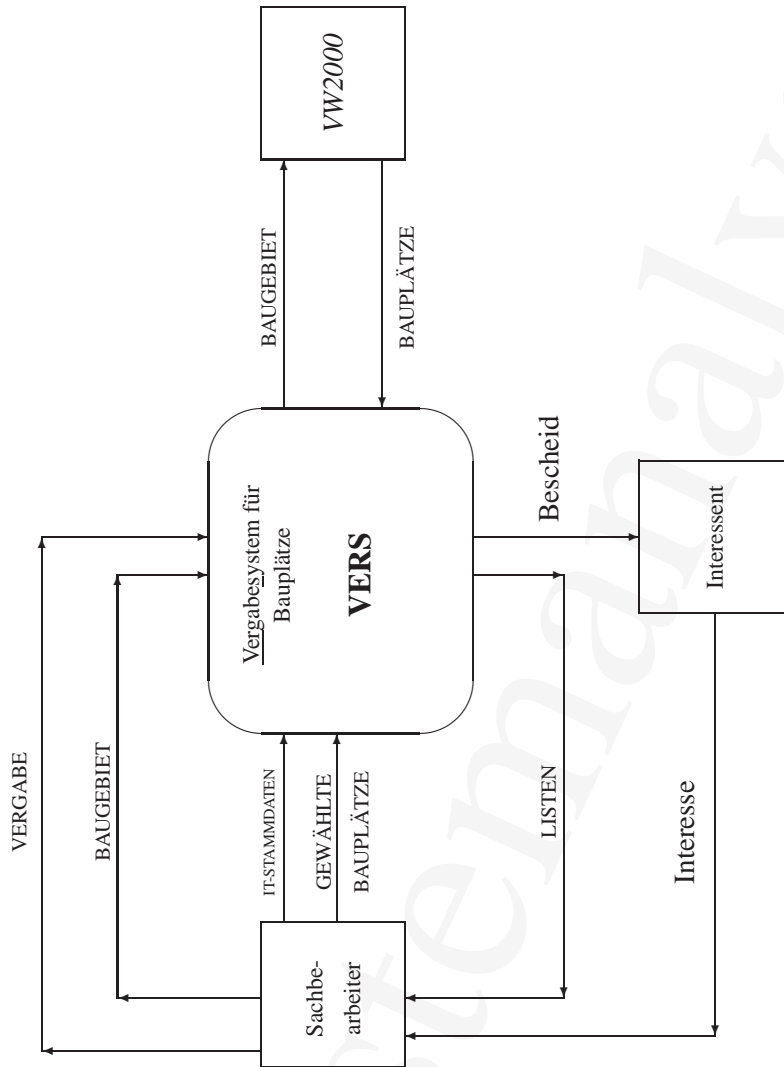 VERGABE
BAUGEBIET
IT-STAMMDATEN
GEWÄHLTE
BAUPLÄTZE
Sachbe-
arbeiter
Vergabesystem für
Bauplätze
VERS
BAUGEBIET
BAUPLÄTZE
VW2000
LISTEN
Bescheid
Interesse
Interessent
stemanaly